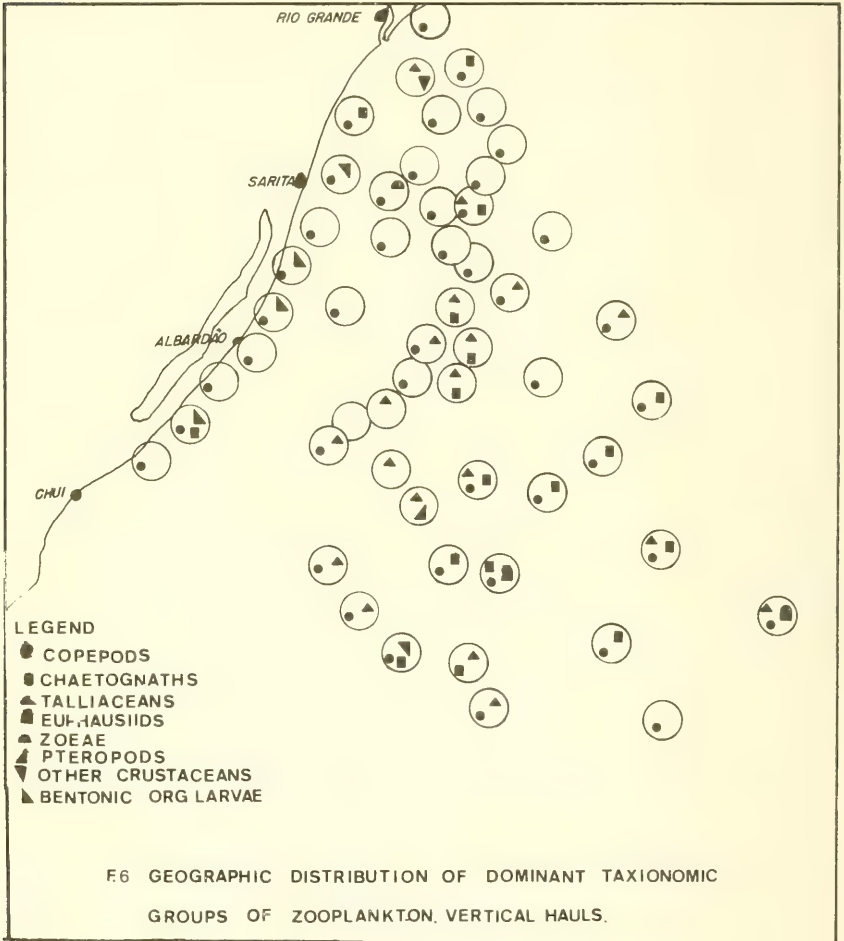 RIO GRANDE
SARITA
ALBARDÃO
CHUI
LEGEND
COPEPODS
CHAETOGNATHS
TALLIACEANS
EUPHAUSIIDS
ZOEAE
PTEROPODS
OTHER CRUSTACEANS
BENTONIC ORG LARVAE
F.6 GEOGRAPHIC DISTRIBUTION OF DOMINANT TAXIONOMIC
GROUPS OF ZOOPLANKTON. VERTICAL HAULS.